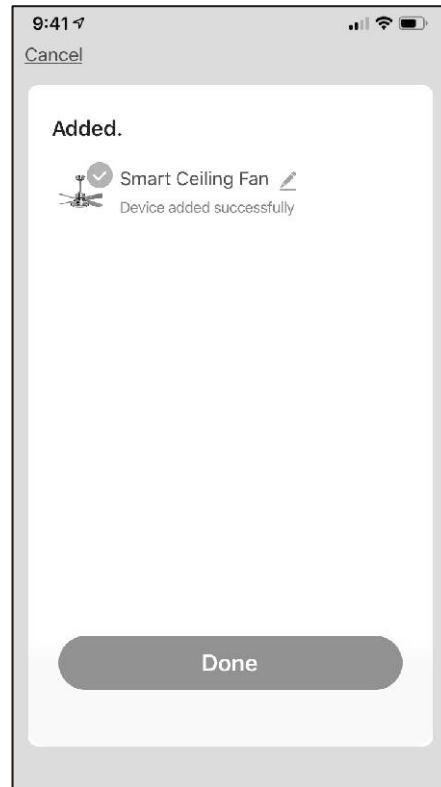 9:41
Cancel
Added.
Smart Ceiling Fan
Device added successfully
Done